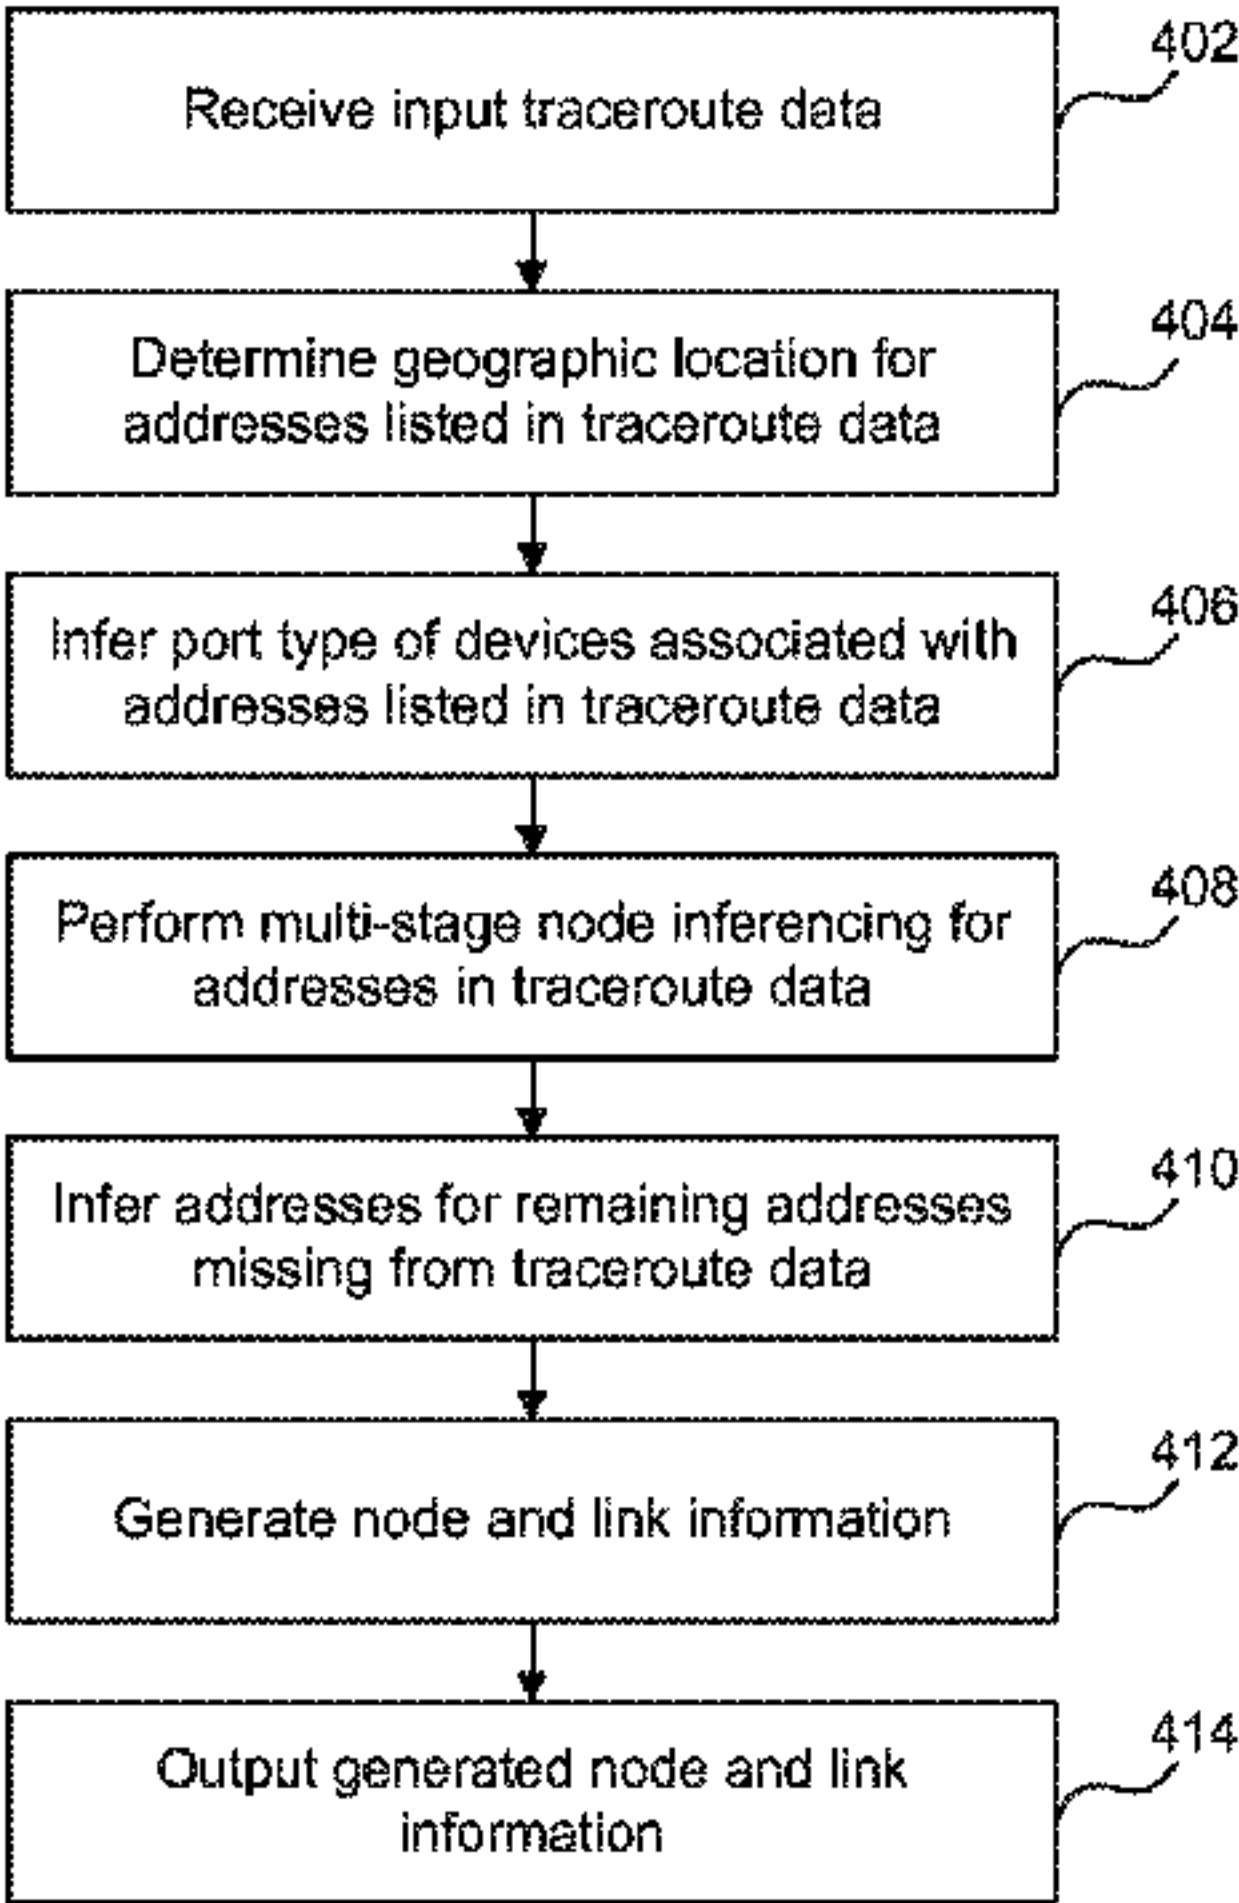 402
Receive input traceroute data
404
Determine geographic location for
addresses listed in traceroute data
406
Infer port type of devices associated with
addresses listed in traceroute data
408
Perform multi-stage node inferencing for
addresses in traceroute data
410
Infer addresses for remaining addresses
missing from traceroute data
412
Generate node and link information
414
Output generated node and link
information